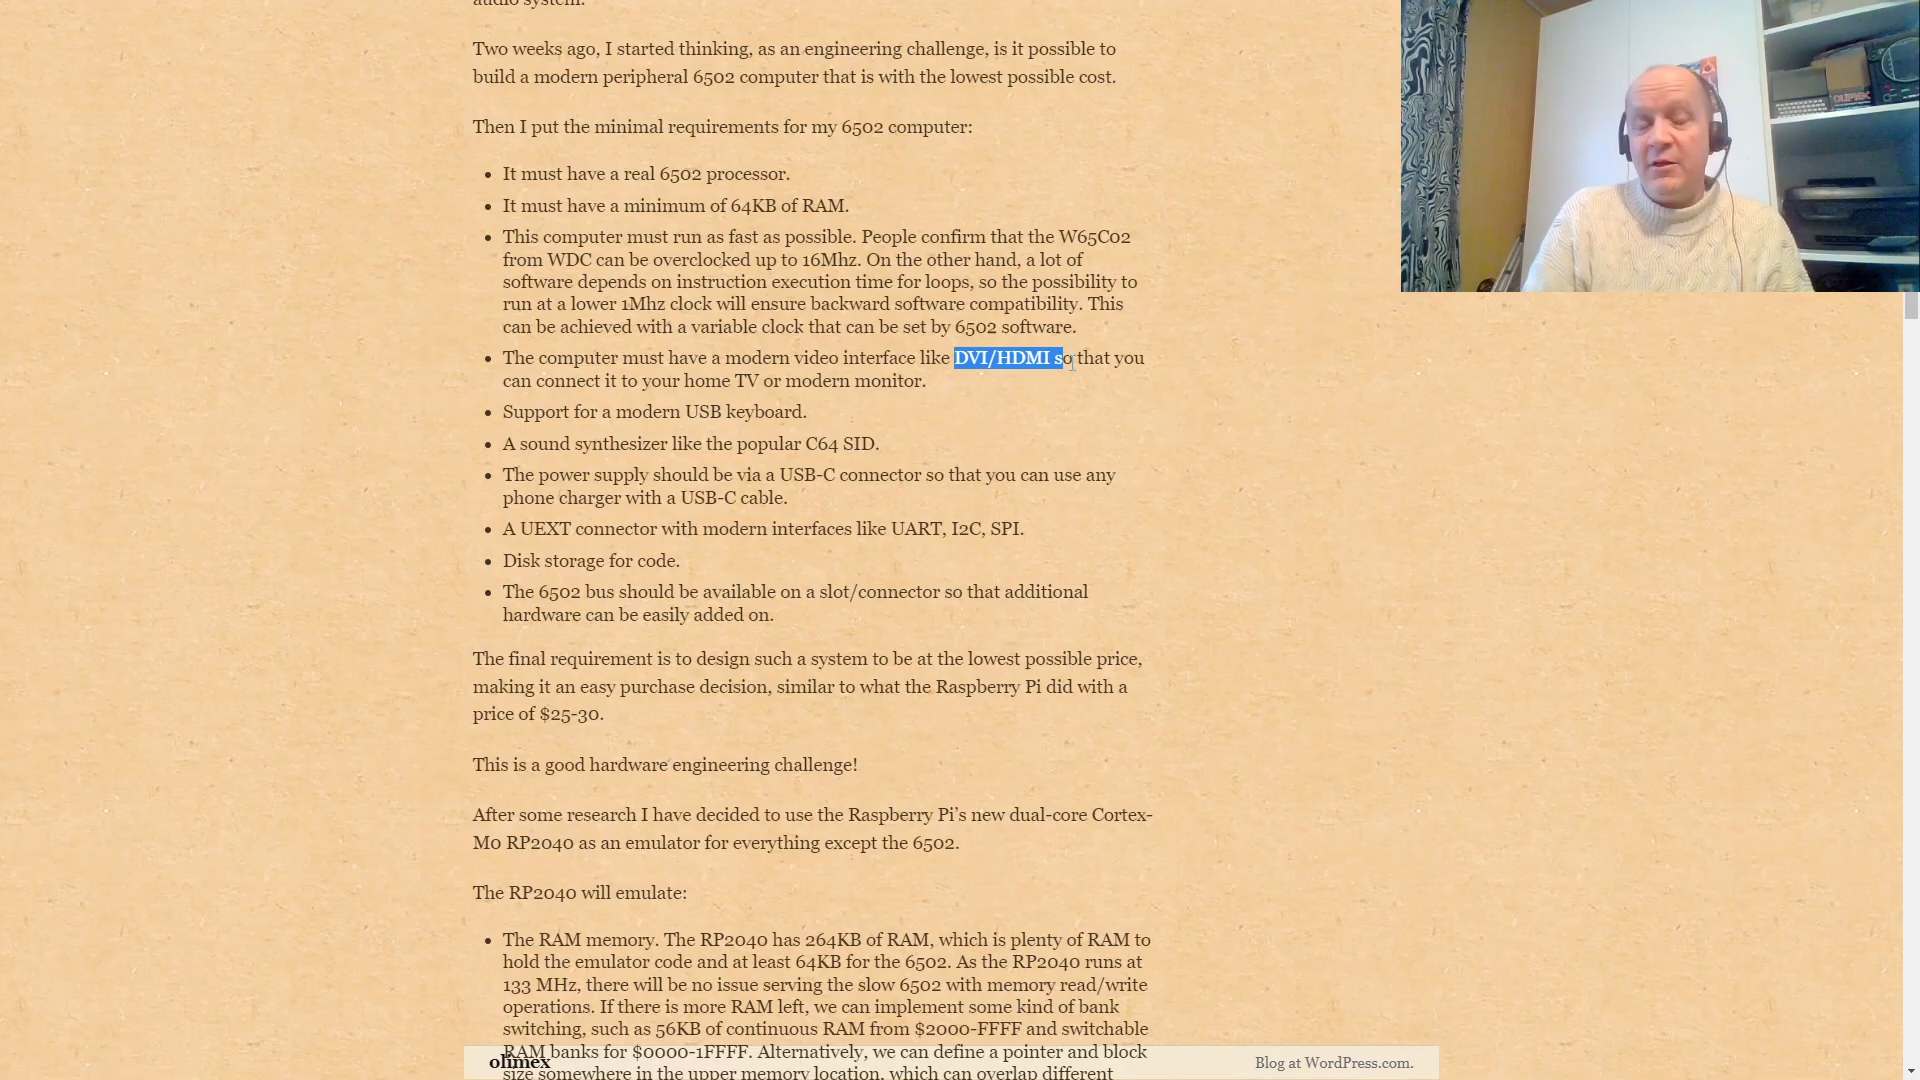 audio system.
Two weeks ago, I started thinking, as an engineering challenge, is it possible to
build a modern peripheral 6502 computer that is with the lowest possible cost.
Then I put the minimal requirements for my 6502 computer:
• It must have a real 6502 processor.
• It must have a minimum of 64KB of RAM.
• This computer must run as fast as possible. People confirm that the W65C02
from WDC can be overclocked up to 16Mhz. On the other hand, a lot of
software depends on instruction execution time for loops, so the possibility to
run at a lower 1Mhz clock will ensure backward software compatibility. This
can be achieved with a variable clock that can be set by 6502 software.
• The computer must have a modern video interface like DVI/HDMI so that you
can connect it to your home TV or modern monitor.
• Support for a modern USB keyboard.
• A sound synthesizer like the popular C64 SID.
• The power supply should be via a USB-C connector so that you can use any
phone charger with a USB-C cable.
• A UEXT connector with modern interfaces like UART, I2C, SPI.
• Disk storage for code.
• The 6502 bus should be available on a slot/connector so that additional
hardware can be easily added on.
The final requirement is to design such a system to be at the lowest possible price,
making it an easy purchase decision, similar to what the Raspberry Pi did with a
price of $25-30.
This is a good hardware engineering challenge!
After some research I have decided to use the Raspberry Pi’s new dual-core Cortex-
M0 RP2040 as an emulator for everything except the 6502.
The RP2040 will emulate:
• The RAM memory. The RP2040 has 264KB of RAM, which is plenty of RAM to
hold the emulator code and at least 64KB for the 6502. As the RP2040 runs at
133 MHz, there will be no issue serving the slow 6502 with memory read/write
operations. If there is more RAM left, we can implement some kind of bank
switching, such as 56KB of continuous RAM from $2000-FFFF and switchable
RAM banks for $0000-1FFFF. Alternatively, we can define a pointer and block
size somewhere in the upper memory location, which can overlap different
olimex
Blog at WordPress.com.